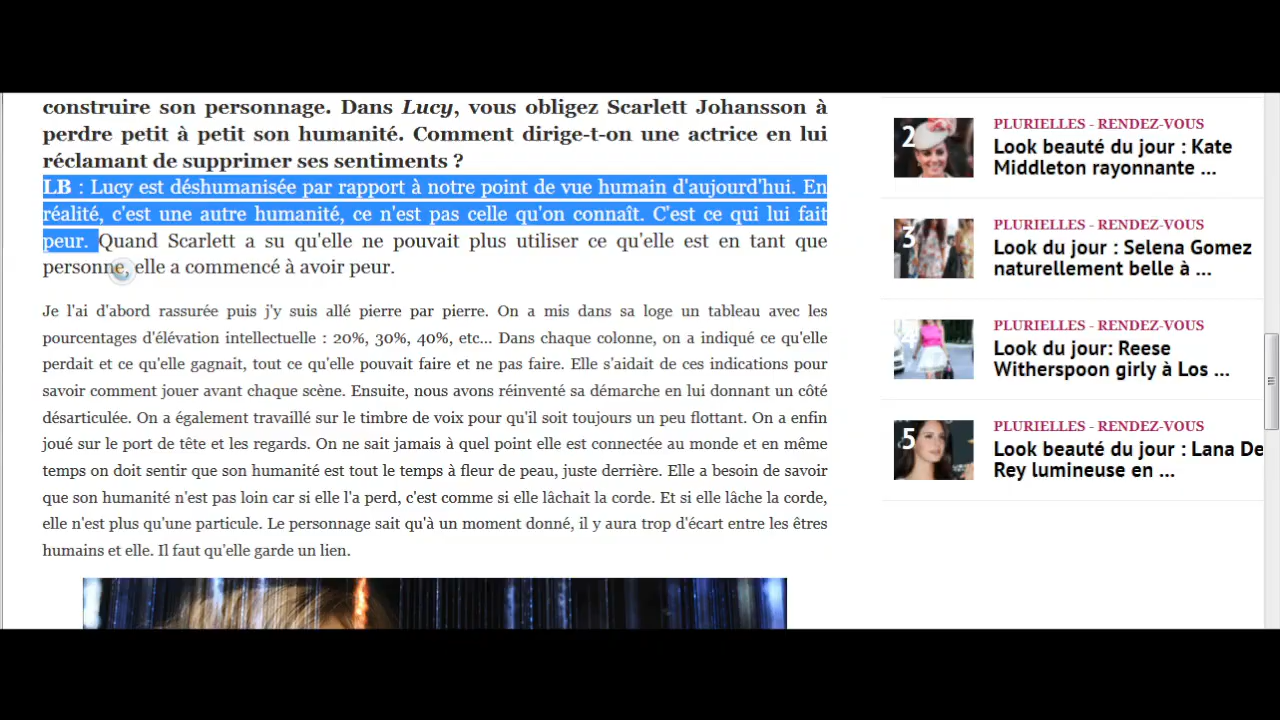 construire son personnage. Dans Lucy, vous obligez Scarlett Johansson à
perdre petit à petit son humanité. Comment dirige-t-on une actrice en lui
réclamant de supprimer ses sentiments ?
LB : Lucy est déshumanisée par rapport à notre point de vue humain d'aujourd'hui. En
réalité, c'est une autre humanité, ce n'est pas celle qu'on connaît. C'est ce qui lui fait
peur. Quand Scarlett a su qu'elle ne pouvait plus utiliser ce qu'elle est en tant que
personne, elle a commencé à avoir peur.
Je l'ai d'abord rassurée puis j'y suis allé pierre par pierre. On a mis dans sa loge un tableau avec les
pourcentages d'élévation intellectuelle : 20%, 30%, 40%, etc... Dans chaque colonne, on a indiqué ce qu'elle
perdait et ce qu'elle gagnait, tout ce qu'elle pouvait faire et ne pas faire. Elle s'aidait de ces indications pour
savoir comment jouer avant chaque scène. Ensuite, nous avons réinventé sa démarche en lui donnant un côté
désarticulée. On a également travaillé sur le timbre de voix pour qu'il soit toujours un peu flottant. On a enfin
joué sur le port de tête et les regards. On ne sait jamais à quel point elle est connectée au monde et en même
temps on doit sentir que son humanité est tout le temps à fleur de peau, juste derrière. Elle a besoin de savoir
que son humanité n'est pas loin car si elle l'a perd, c'est comme si elle lâchait la corde. Et si elle lâche la corde,
elle n'est plus qu'une particule. Le personnage sait qu'à un moment donné, il y aura trop d'écart entre les êtres
humains et elle. Il faut qu'elle garde un lien.
2
PLURIELLES - RENDEZ-VOUS
Look beauté du jour : Kate
Middleton rayonnante ...
3
PLURIELLES - RENDEZ-VOUS
Look du jour : Selena Gomez
naturellement belle à ...
PLURIELLES - RENDEZ-VOUS
Look du jour: Reese
Witherspoon girly à Los ...
5
PLURIELLES - RENDEZ-VOUS
Look beauté du jour : Lana De
Rey lumineuse en ...